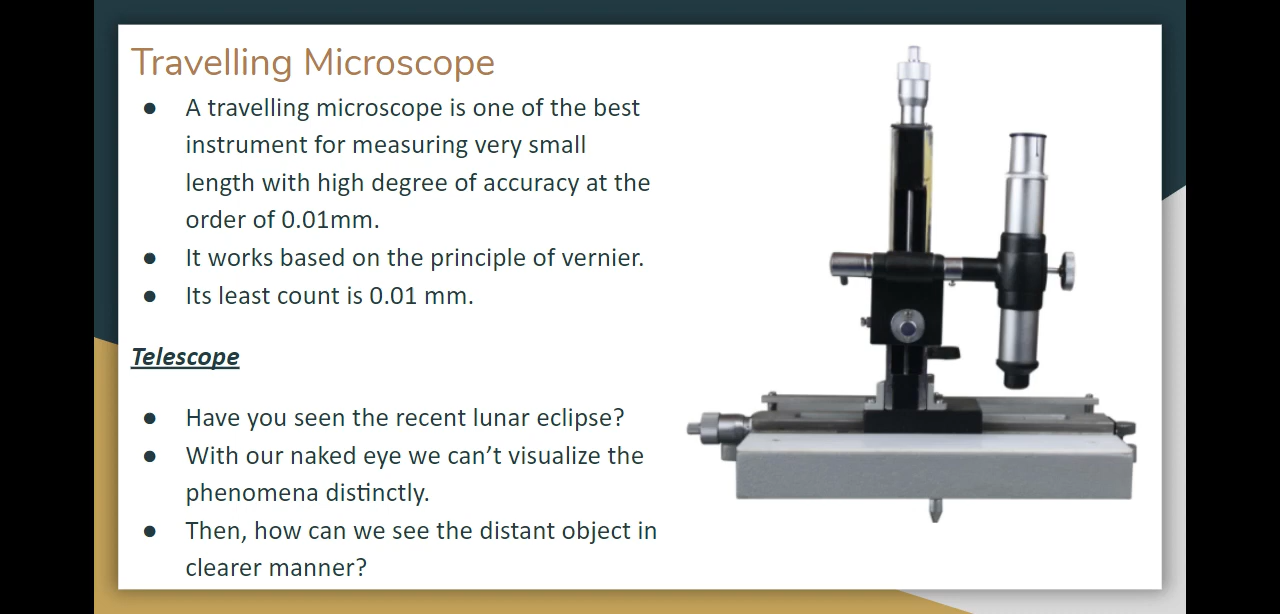 Travelling Microscope
● A travelling microscope is one of the best
instrument for measuring very small
length with high degree of accuracy at the
order of 0.01mm.
● It works based on the principle of vernier.
● Its least count is 0.01 mm.
Telescope
● Have you seen the recent lunar eclipse?
● With our naked eye we can’t visualize the
phenomena distinctly.
● Then, how can we see the distant object in
clearer manner?